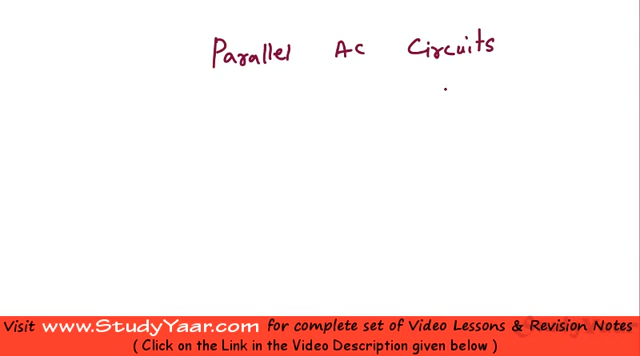 Parallel Ac Circuits
Visit www.StudyYaar.com for complete set of Video Lessons & Revision Notes
( Click on the Link in the Video Description given below )